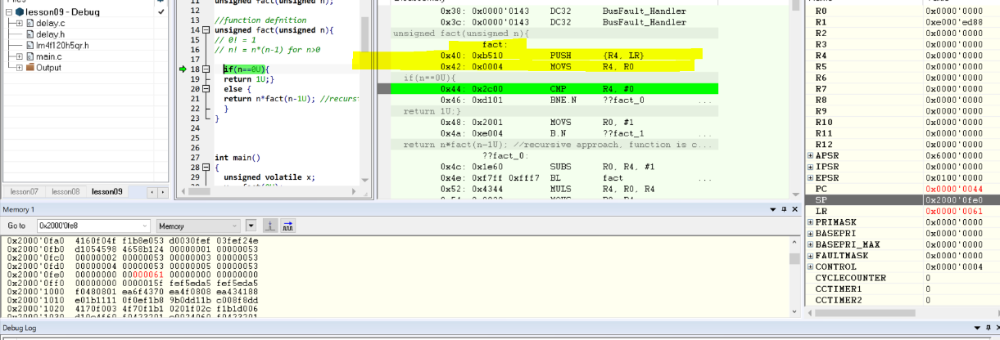 lesson09 - Debug
delay.c
delay.h
lm4f120h5qr.h
main.c
Output
lesson07 lesson08 lesson09
11 unsigned fact(unsigned n);
12
13 //function defnition
14 unsigned fact(unsigned n){
15 // 0! = 1
16 // n! = n*(n-1) for n>0
17
18 if(n==0U){
19 return 1U;}
20 else {
21 return n*fact(n-1U); //recurs
22 }
23 }
24
25
26
27 int main()
28 {
29 unsigned volatile x;
0x38: 0x0000'0143 DC32 BusFault_Handler
0x3c: 0x0000'0143 DC32 BusFault_Handler
unsigned fact(unsigned n){
fact:
0x40: 0xb510 PUSH {R4, LR}
0x42: 0x0004 MOVS R4, R0
if(n==0U){
0x44: 0x2c00 CMP R4, #0
0x46: 0xd101 BNE.N ??fact_0 ...
return 1U;}
0x48: 0x2001 MOVS R0, #1
0x4a: 0xe004 B.N ??fact_1 ...
return n*fact(n-1U); //recursive approach, function is c...
??fact_0:
0x4c: 0x1e60 SUBS R0, R4, #1
0x4e: 0xf7ff 0xfff7 BL fact ...
0x52: 0x4344 MULS R4, R0, R4
R0 0x0000'0000
R1 0xe000'ed88
R2 0x0000'0000
R3 0x0000'0000
R4 0x0000'0000
R5 0x0000'0000
R6 0x0000'0000
R7 0x0000'0000
R8 0x0000'0000
R9 0x0000'0000
R10 0x0000'0000
R11 0x0000'0000
R12 0x0000'0000
APSR 0x6000'0000
IPSR 0x0000'0000
EPSR 0x0100'0000
PC 0x0000'0044
SP 0x2000'0fe0
LR 0x0000'0061
PRIMASK 0x0000'0000
BASEPRI 0x0000'0000
BASEPRI_MAX 0x0000'0000
FAULTMASK 0x0000'0000
CONTROL 0x0000'0004
CYCLECOUNTER 0
CCTIMER1 0
CCTIMER2 0
Memory 1
Go to 0x2000'0fe8 Memory
0x2000'0fa0 4160f04f f1b8e053 d0030fef 03fef24e
0x2000'0fb0 d1054598 4658b124 00000001 00000053
0x2000'0fc0 00000002 00000053 00000003 00000053
0x2000'0fd0 00000004 00000053 00000005 00000053
0x2000'0fe0 00000000 00000061 00000000 00000000
0x2000'0ff0 00000000 0000015f fef5eda5 fef5eda5
0x2000'1000 f0480801 ea6f4370 ea4f0808 ea434188
0x2000'1010 e01b1111 0f0ef1b8 9b0dd11b c008f8dd
0x2000'1020 4170f003 4f70f1b1 0201f02c f1b1d006
Debug Log